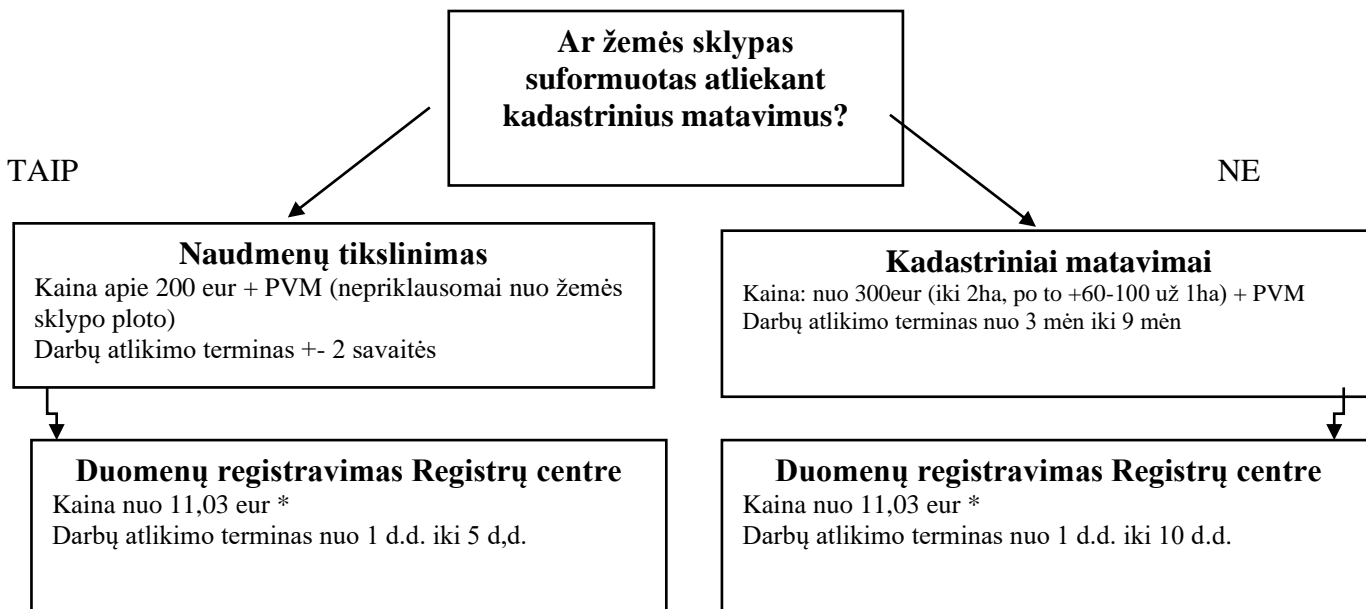 Ar žemės sklypas
suformuotas atliekant
kadastrinius matavimus?
TAIP
NE
Naudmenų tikslinimas
Kaina apie 200 eur + PVM (nepriklausomai nuo žemės
sklypo ploto)
Darbų atlikimo terminas +- 2 savaitės
Kadastriniai matavimai
Kaina: nuo 300eur (iki 2ha, po to +60-100 už 1ha) + PVM
Darbų atlikimo terminas nuo 3 mėn iki 9 mėn
Duomenų registravimas Registrų centre
Kaina nuo 11,03 eur *
Darbų atlikimo terminas nuo 1 d.d. iki 5 d,d.
Duomenų registravimas Registrų centre
Kaina nuo 11,03 eur *
Darbų atlikimo terminas nuo 1 d.d. iki 10 d.d.